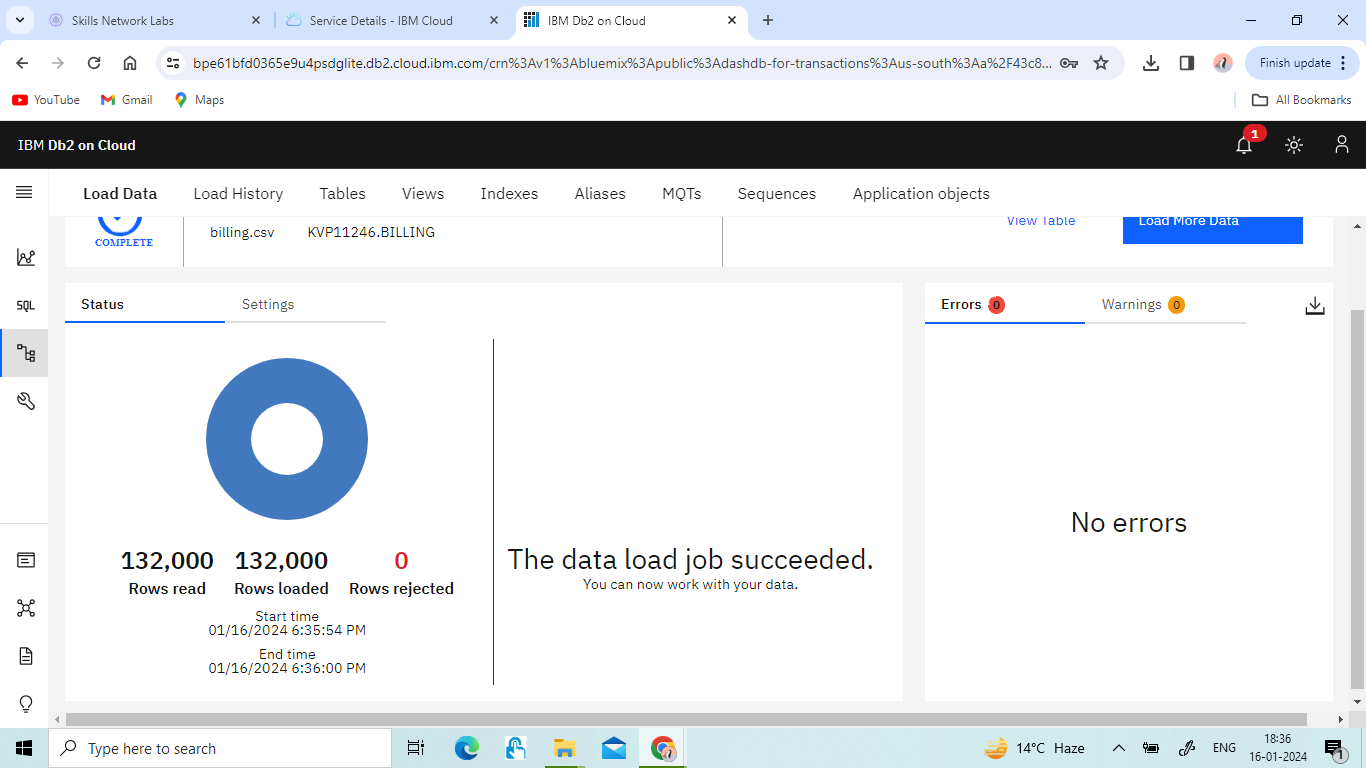 Skills Network Labs
Service Details - IBM Cloud
IBM Db2 on Cloud
bpe61bfd0365e9u4psdglite.db2.cloud.ibm.com/crn%3Av1%3Abluemix%3Apublic%3Adashdb-for-transactions%3Aus-south%3Aa%2F43c8...
Finish update
YouTube
Gmail
Maps
All Bookmarks
IBM Db2 on Cloud
1
Load Data
Load History
Tables
Views
Indexes
Aliases
MQTs
Sequences
Application objects
COMPLETE
billing.csv
KVP11246.BILLING
View Table
Load More Data
SQL
Status
Settings
Errors 0
Warnings 0
132,000
Rows read
132,000
Rows loaded
0
Rows rejected
Start time
01/16/2024 6:35:54 PM
End time
01/16/2024 6:36:00 PM
The data load job succeeded.
You can now work with your data.
No errors
Type here to search
14°C Haze
ENG
18:36
16-01-2024
1